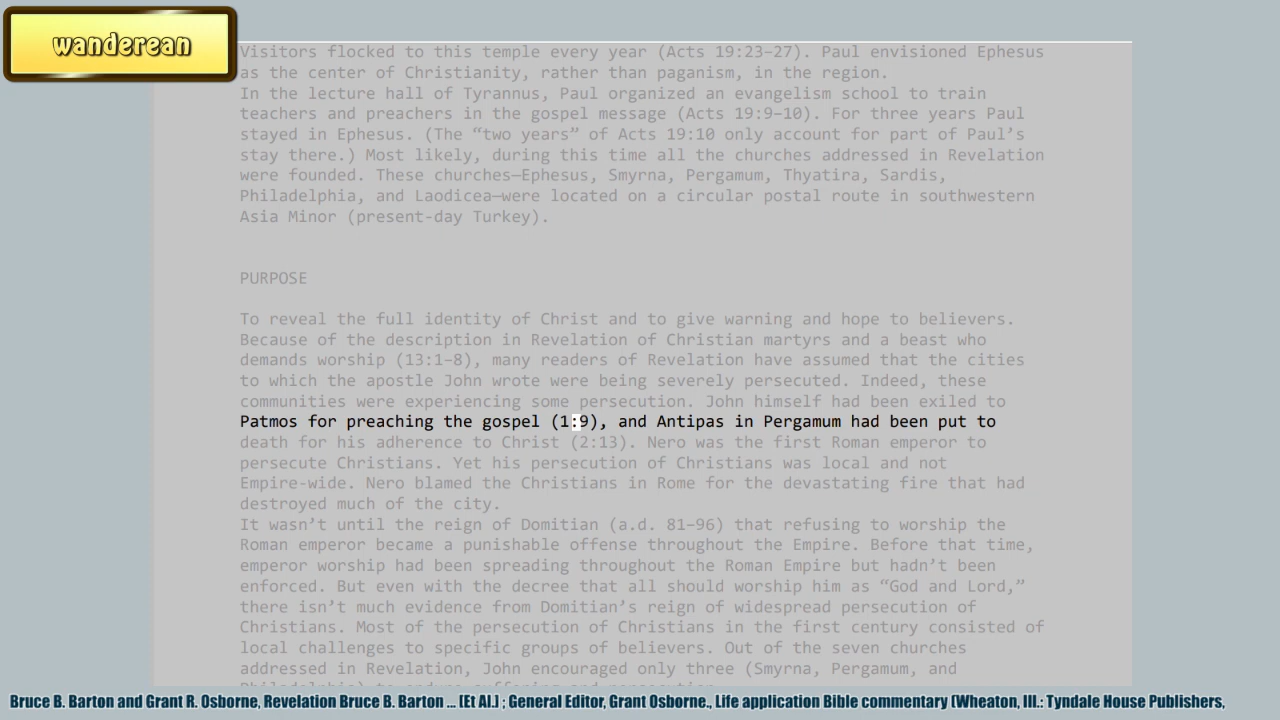 wanderean
Visitors flocked to this temple every year (Acts 19:23–27). Paul envisioned Ephesus
as the center of Christianity, rather than paganism, in the region.
In the lecture hall of Tyrannus, Paul organized an evangelism school to train
teachers and preachers in the gospel message (Acts 19:9–10). For three years Paul
stayed in Ephesus. (The “two years” of Acts 19:10 only account for part of Paul’s
stay there.) Most likely, during this time all the churches addressed in Revelation
were founded. These churches—Ephesus, Smyrna, Pergamum, Thyatira, Sardis,
Philadelphia, and Laodicea—were located on a circular postal route in southwestern
Asia Minor (present-day Turkey).
PURPOSE
To reveal the full identity of Christ and to give warning and hope to believers.
Because of the description in Revelation of Christian martyrs and a beast who
demands worship (13:1–8), many readers of Revelation have assumed that the cities
to which the apostle John wrote were being severely persecuted. Indeed, these
communities were experiencing some persecution. John himself had been exiled to
Patmos for preaching the gospel (1:9), and Antipas in Pergamum had been put to
death for his adherence to Christ (2:13). Nero was the first Roman emperor to
persecute Christians. Yet his persecution of Christians was local and not
Empire-wide. Nero blamed the Christians in Rome for the devastating fire that had
destroyed much of the city.
It wasn’t until the reign of Domitian (a.d. 81–96) that refusing to worship the
Roman emperor became a punishable offense throughout the Empire. Before that time,
emperor worship had been spreading throughout the Roman Empire but hadn’t been
enforced. But even with the decree that all should worship him as “God and Lord,”
there isn’t much evidence from Domitian’s reign of widespread persecution of
Christians. Most of the persecution of Christians in the first century consisted of
local challenges to specific groups of believers. Out of the seven churches
addressed in Revelation, John encouraged only three (Smyrna, Pergamum, and
Bruce B. Barton and Grant R. Osborne, Revelation Bruce B. Barton ... [Et Al.] ; General Editor, Grant Osborne., Life application Bible commentary (Wheaton, Ill.: Tyndale House Publishers,